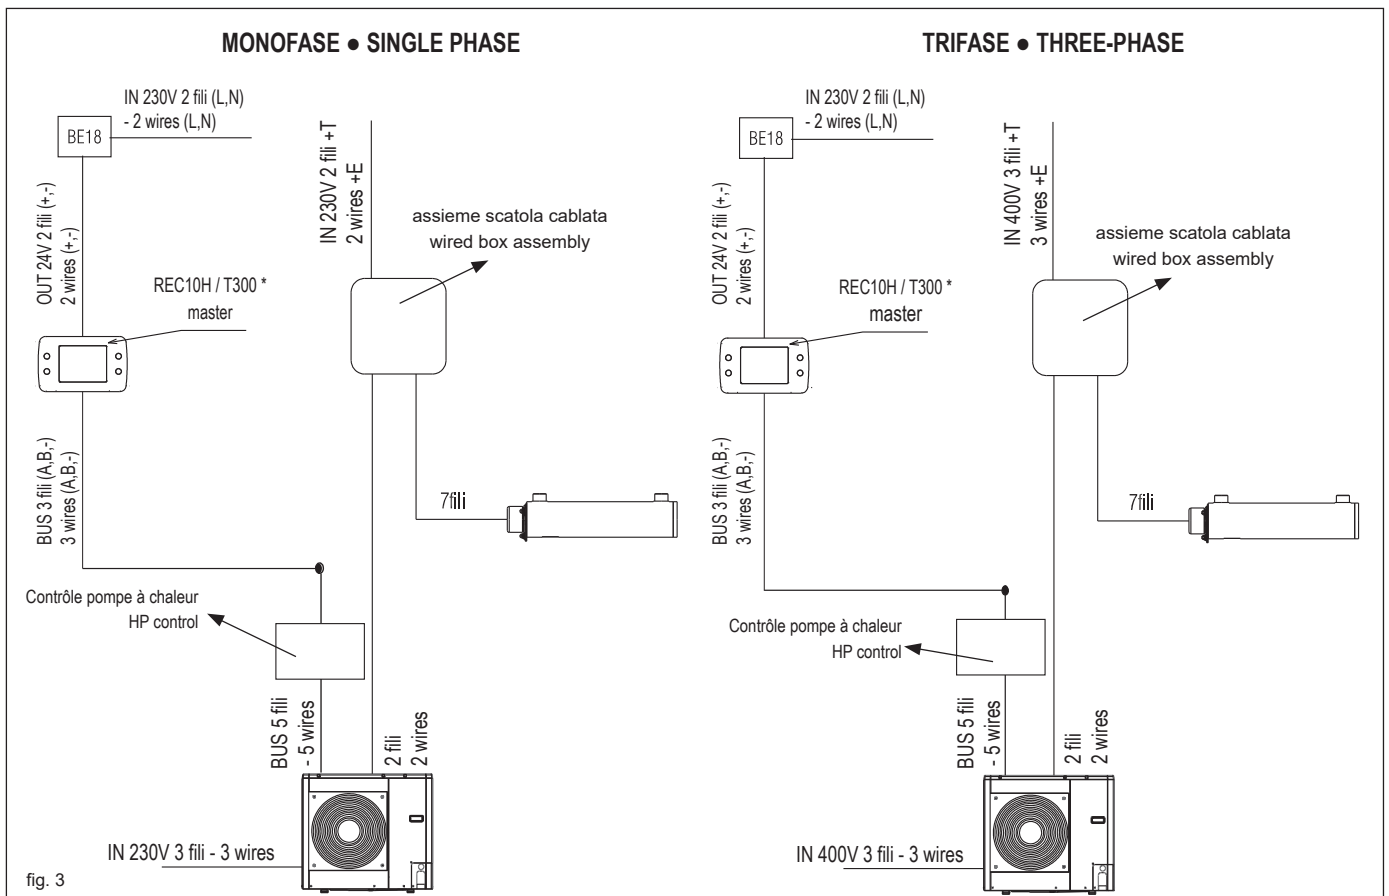 MONOFASE ● SINGLE PHASE
IN 230V 2 fili (L,N)
- 2 wires (L,N)
BE18
OUT 24V 2 fili (+,-)
2 wires (+,-)
IN 230V 2 fili +T
2 wires +E
assieme scatola cablata
wired box assembly
REC10H / T300 *
master
BUS 3 fili (A,B,-)
3 wires (A,B,-)
7fili
Contrôle pompe à chaleur
HP control
BUS 5 fili
- 5 wires
2 fili
2 wires
IN 230V 3 fili - 3 wires
TRIFASE ● THREE-PHASE
IN 230V 2 fili (L,N)
- 2 wires (L,N)
BE18
OUT 24V 2 fili (+,-)
2 wires (+,-)
IN 400V 3 fili +T
3 wires +E
assieme scatola cablata
wired box assembly
REC10H / T300 *
master
BUS 3 fili (A,B,-)
3 wires (A,B,-)
7fili
Contrôle pompe à chaleur
HP control
BUS 5 fili
- 5 wires
2 fili
2 wires
IN 400V 3 fili - 3 wires
fig. 3